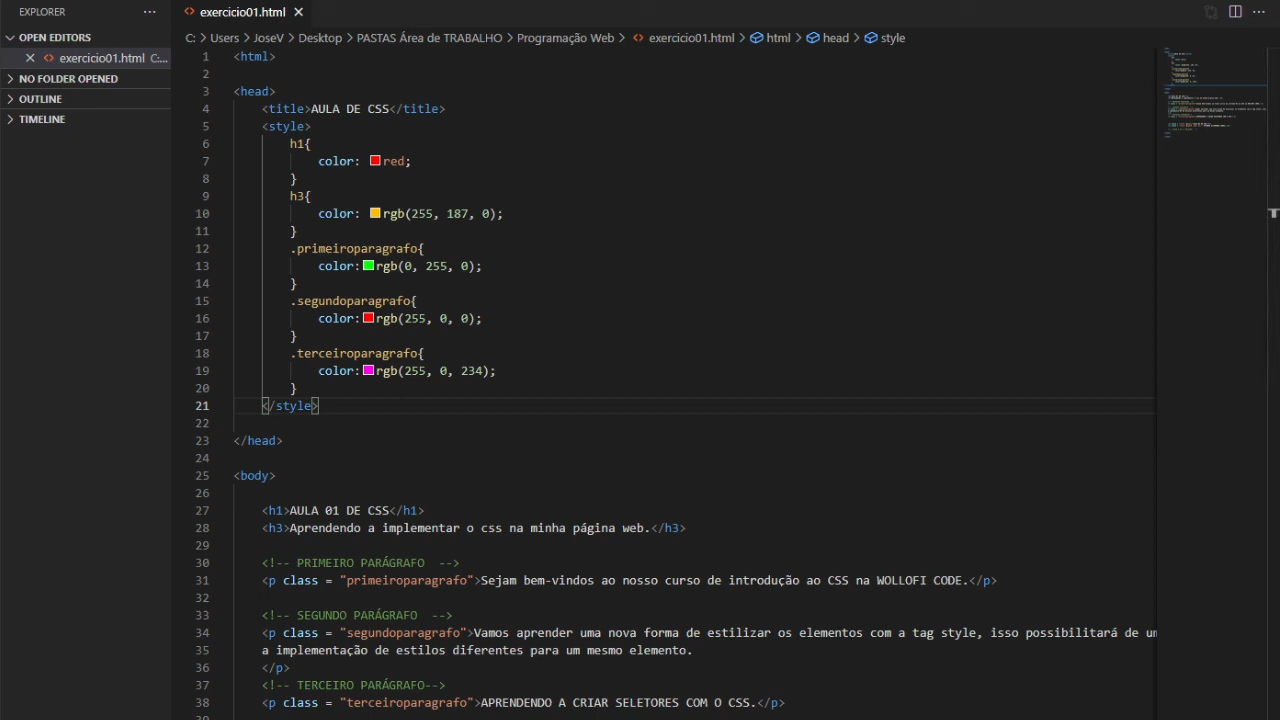 EXPLORER ···
exercicio01.html ×
OPEN EDITORS
× exercicio01.html C:...
NO FOLDER OPENED
OUTLINE
TIMELINE
C: > Users > JoseV > Desktop > PASTAS Área de TRABALHO > Programação Web > exercicio01.html > html > head > style
1 <html>
2
3 <head>
4 <title>AULA DE CSS</title>
5 <style>
6 h1{
7 color: red;
8 }
9 h3{
10 color: rgb(255, 187, 0);
11 }
12 .primeiroparagrafo{
13 color:rgb(0, 255, 0);
14 }
15 .segundoparagrafo{
16 color:rgb(255, 0, 0);
17 }
18 .terceiroparagrafo{
19 color:rgb(255, 0, 234);
20 }
21 </style>
22
23 </head>
24
25 <body>
26
27 <h1>AULA 01 DE CSS</h1>
28 <h3>Aprendendo a implementar o css na minha página web.</h3>
29
30 <!-- PRIMEIRO PARÁGRAFO -->
31 <p class = "primeiroparagrafo">Sejam bem-vindos ao nosso curso de introdução ao CSS na WOLLOFI CODE.</p>
32
33 <!-- SEGUNDO PARÁGRAFO -->
34 <p class = "segundoparagrafo">Vamos aprender uma nova forma de estilizar os elementos com a tag style, isso possibilitará de um
35 a implementação de estilos diferentes para um mesmo elemento.
36 </p>
37 <!-- TERCEIRO PARÁGRAFO-->
38 <p class = "terceiroparagrafo">APRENDENDO A CRIAR SELETORES COM O CSS.</p>
39